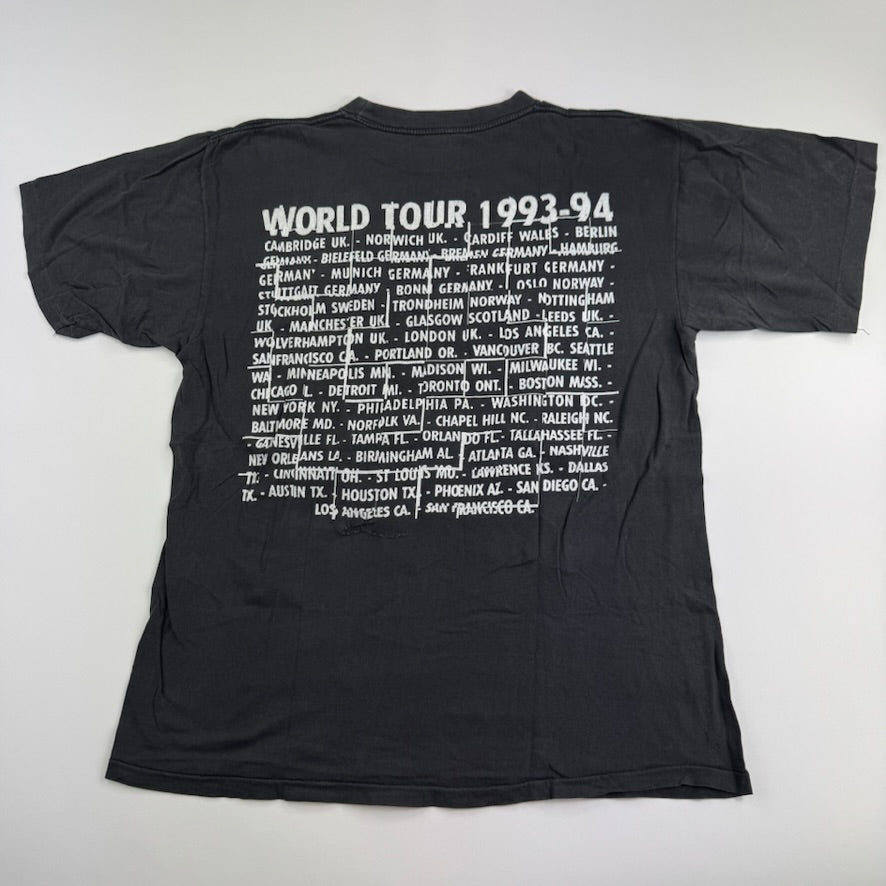 WORLD TOUR 1993-94
CAMBRIDGE UK. - NORWICH UK. - CARDIFF WALES - BERLIN
GERMANY - BIELEFELD GERMANY - BREMEN GERMANY - HAMBURG
GERMANY - MUNICH GERMANY - FRANKFURT GERMANY -
STUTTGART GERMANY BONN GERMANY - OSLO NORWAY -
STOCKHOLM SWEDEN - TRONDHEIM NORWAY - NOTTINGHAM
UK - MANCHESTER UK - GLASGOW SCOTLAND - LEEDS UK. -
WOLVERHAMPTON UK. - LONDON UK. - LOS ANGELES CA. -
SANFRANCISCO CA. - PORTLAND OR. - VANCOUVER BC. SEATTLE
WA - MINNEAPOLIS MN. - MADISON WI. - MILWAUKEE WI. -
CHICAGO IL. - DETROIT MI. - TORONTO ONT. - BOSTON MASS. -
NEW YORK NY. - PHILADELPHIA PA. - WASHINGTON DC. -
BALTIMORE MD. - NORFOLK VA. - CHAPEL HILL NC. - RALEIGH NC.
- GANESVILLE FL - TAMPA FL. - ORLANDO FL. - TALLAHASSEE FL. -
NEW ORLEANS LA. - BIRMINGHAM AL. ATLANTA GA. - NASHVILLE
TN. - CINCINNATI OH. - ST LOUIS MO. - LAWRENCE KS. - DALLAS
TX. - AUSTIN TX. - HOUSTON TX. - PHOENIX AZ. - SAN DIEGO CA. -
LOS ANGELES CA. - SAN FRANCISCO CA.